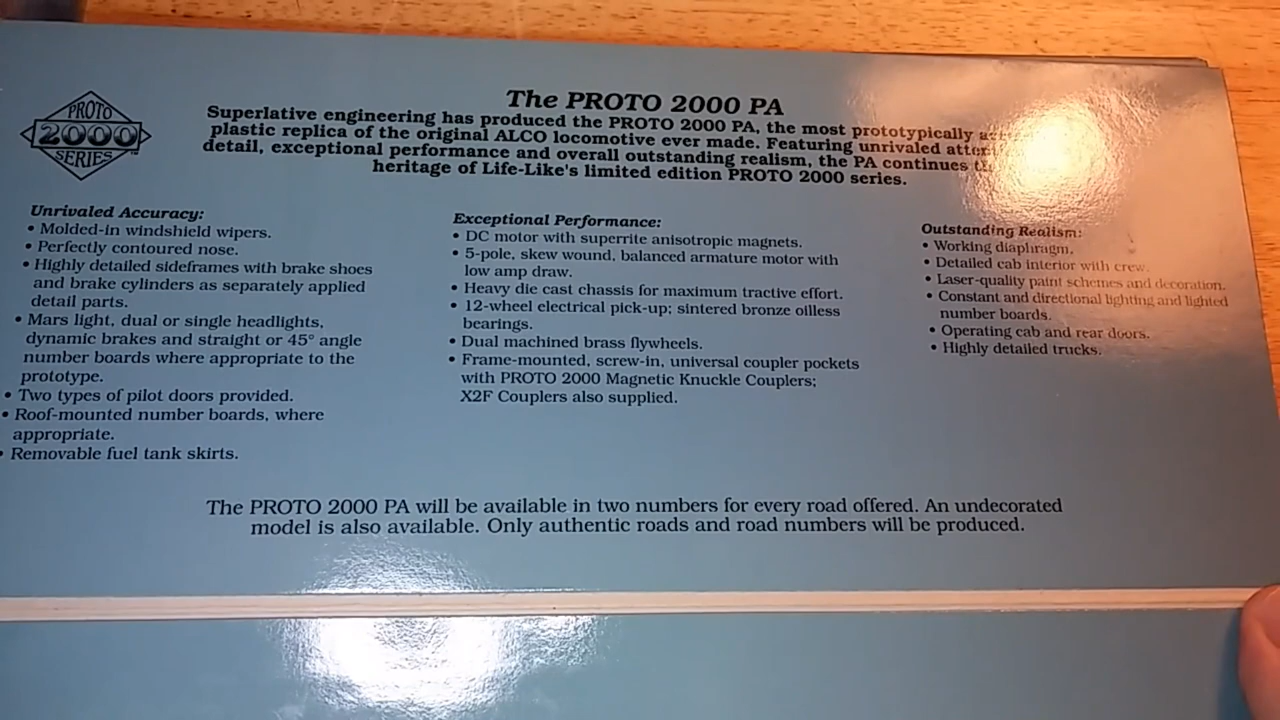 PROTO
2000
SERIES
The PROTO 2000 PA
Superlative engineering has produced the PROTO 2000 PA, the most prototypically
plastic replica of the original ALCO locomotive ever made. Featuring unrivaled
detail, exceptional performance and overall outstanding realism, the PA continues
heritage of Life-Like's limited edition PROTO 2000 series.
Unrivaled Accuracy:
• Molded-in windshield wipers.
• Perfectly contoured nose.
• Highly detailed sideframes with brake shoes
and brake cylinders as separately applied
detail parts.
• Mars light, dual or single headlights,
dynamic brakes and straight or 45° angle
number boards where appropriate to the
prototype.
• Two types of pilot doors provided.
• Roof-mounted number boards, where
appropriate.
• Removable fuel tank skirts.
Exceptional Performance:
• DC motor with superrite anisotropic magnets.
• 5-pole, skew wound, balanced armature motor with
low amp draw.
• Heavy die cast chassis for maximum tractive effort.
• 12-wheel electrical pick-up; sintered bronze oilless
bearings.
• Dual machined brass flywheels.
• Frame-mounted, screw-in, universal coupler pockets
with PROTO 2000 Magnetic Knuckle Couplers;
X2F Couplers also supplied.
Outstanding Realism:
• Working diaphragm.
• Detailed cab interior with crew.
• Laser-quality paint schemes and decoration.
• Constant and directional lighting and lighted
number boards.
• Operating cab and rear doors.
• Highly detailed trucks.
The PROTO 2000 PA will be available in two numbers for every road offered. An undecorated
model is also available. Only authentic roads and road numbers will be produced.